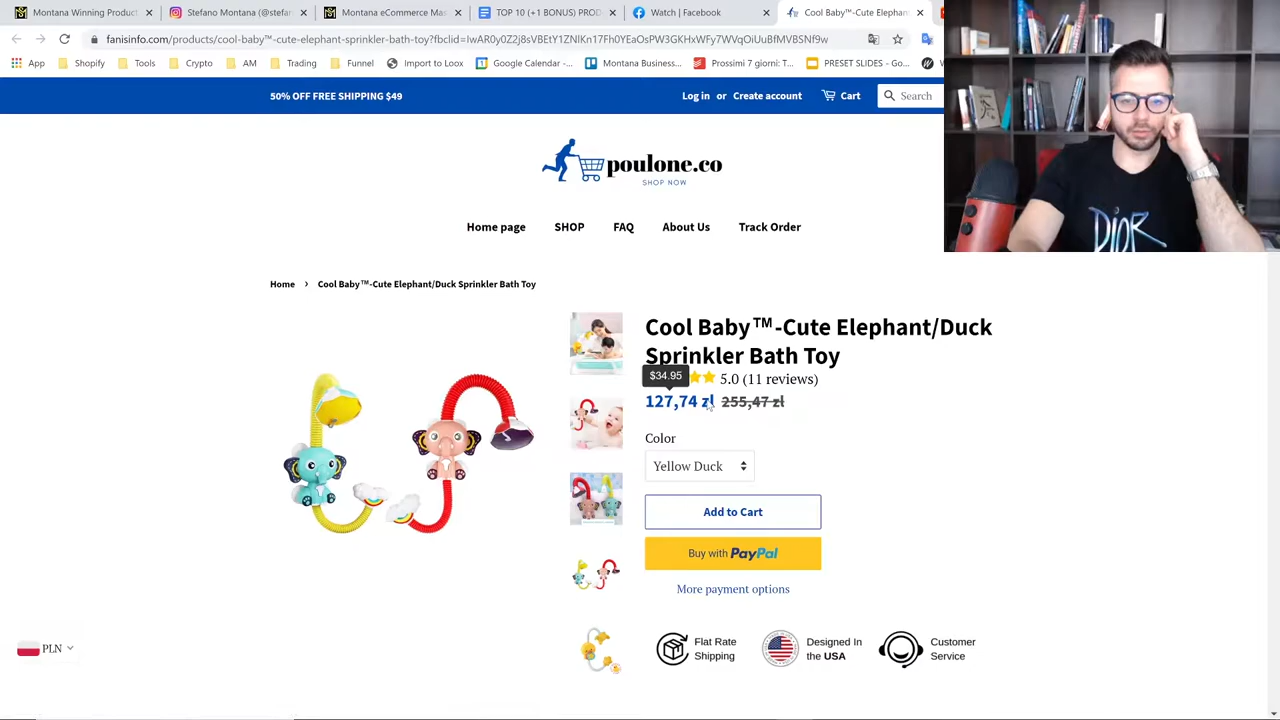 Montana Winning Product
Stefano Montana (@stefan
Montana eCommerce Mas
TOP 10 (+1 BONUS) PROD
Watch | Facebook
Cool Baby™-Cute Elephan
fanisinfo.com/products/cool-baby™-cute-elephant-sprinkler-bath-toy?fbclid=IwAR0y0Z2j8sVBEtY1ZNlKn17Fh0YEaOsPW3GKHxWFy7WVqOiUuBfMVBSNf9w
App
Shopify
Tools
Crypto
AM
Trading
Funnel
Import to Loox
Google Calendar -...
Montana Business...
Prossimi 7 giorni: T...
PRESET SLIDES - Go...
50% OFF FREE SHIPPING $49
Log in or Create account
Cart
Search
poulone.co
SHOP NOW
Home page
SHOP
FAQ
About Us
Track Order
Home › Cool Baby™-Cute Elephant/Duck Sprinkler Bath Toy
Cool Baby™-Cute Elephant/Duck
Sprinkler Bath Toy
$34.95
5.0 (11 reviews)
127,74 zł 255,47 zł
Color
Yellow Duck
Add to Cart
Buy with PayPal
More payment options
Flat Rate
Shipping
Designed In
the USA
Customer
Service
PLN
DIOR